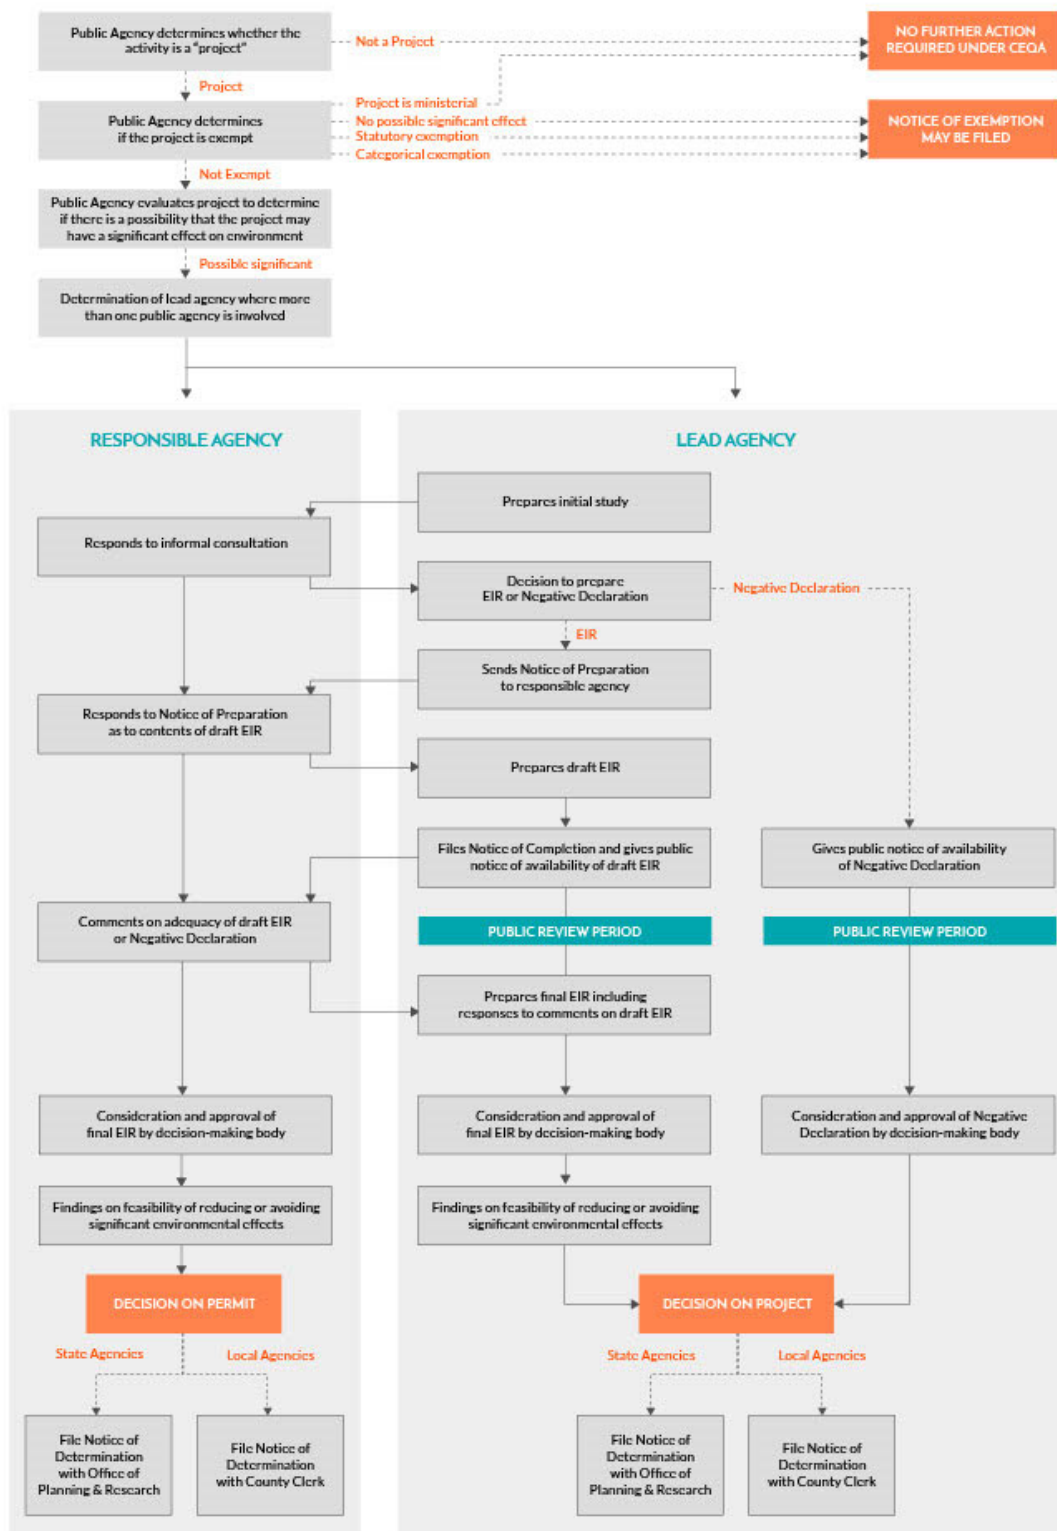 Public Agency determines whether the
activity is a "project"
Not a Project
NO FURTHER ACTION
REQUIRED UNDER CEQA
Project
Public Agency determines
if the project is exempt
Project is ministerial
No possible significant effect
Statutory exemption
Categorical exemption
NOTICE OF EXEMPTION
MAY BE FILED
Not Exempt
Public Agency evaluates project to determine
if there is a possibility that the project may
have a significant effect on environment
Possible significant
Determination of lead agency where more
than one public agency is involved
RESPONSIBLE AGENCY
LEAD AGENCY
Prepares initial study
Responds to informal consultation
Decision to prepare
EIR or Negative Declaration
Negative Declaration
EIR
Sends Notice of Preparation
to responsible agency
Responds to Notice of Preparation
as to contents of draft EIR
Prepares draft EIR
Files Notice of Completion and gives public
notice of availability of draft EIR
Gives public notice of availability
of Negative Declaration
Comments on adequacy of draft EIR
or Negative Declaration
PUBLIC REVIEW PERIOD
PUBLIC REVIEW PERIOD
Prepares final EIR including
responses to comments on draft EIR
Consideration and approval of
final EIR by decision-making body
Consideration and approval of
final EIR by decision-making body
Consideration and approval of Negative
Declaration by decision-making body
Findings on feasibility of reducing or avoiding
significant environmental effects
Findings on feasibility of reducing or avoiding
significant environmental effects
DECISION ON PERMIT
DECISION ON PROJECT
State Agencies
Local Agencies
State Agencies
Local Agencies
File Notice of
Determination
with Office of
Planning & Research
File Notice of
Determination
with County Clerk
File Notice of
Determination
with Office of
Planning & Research
File Notice of
Determination
with County Clerk